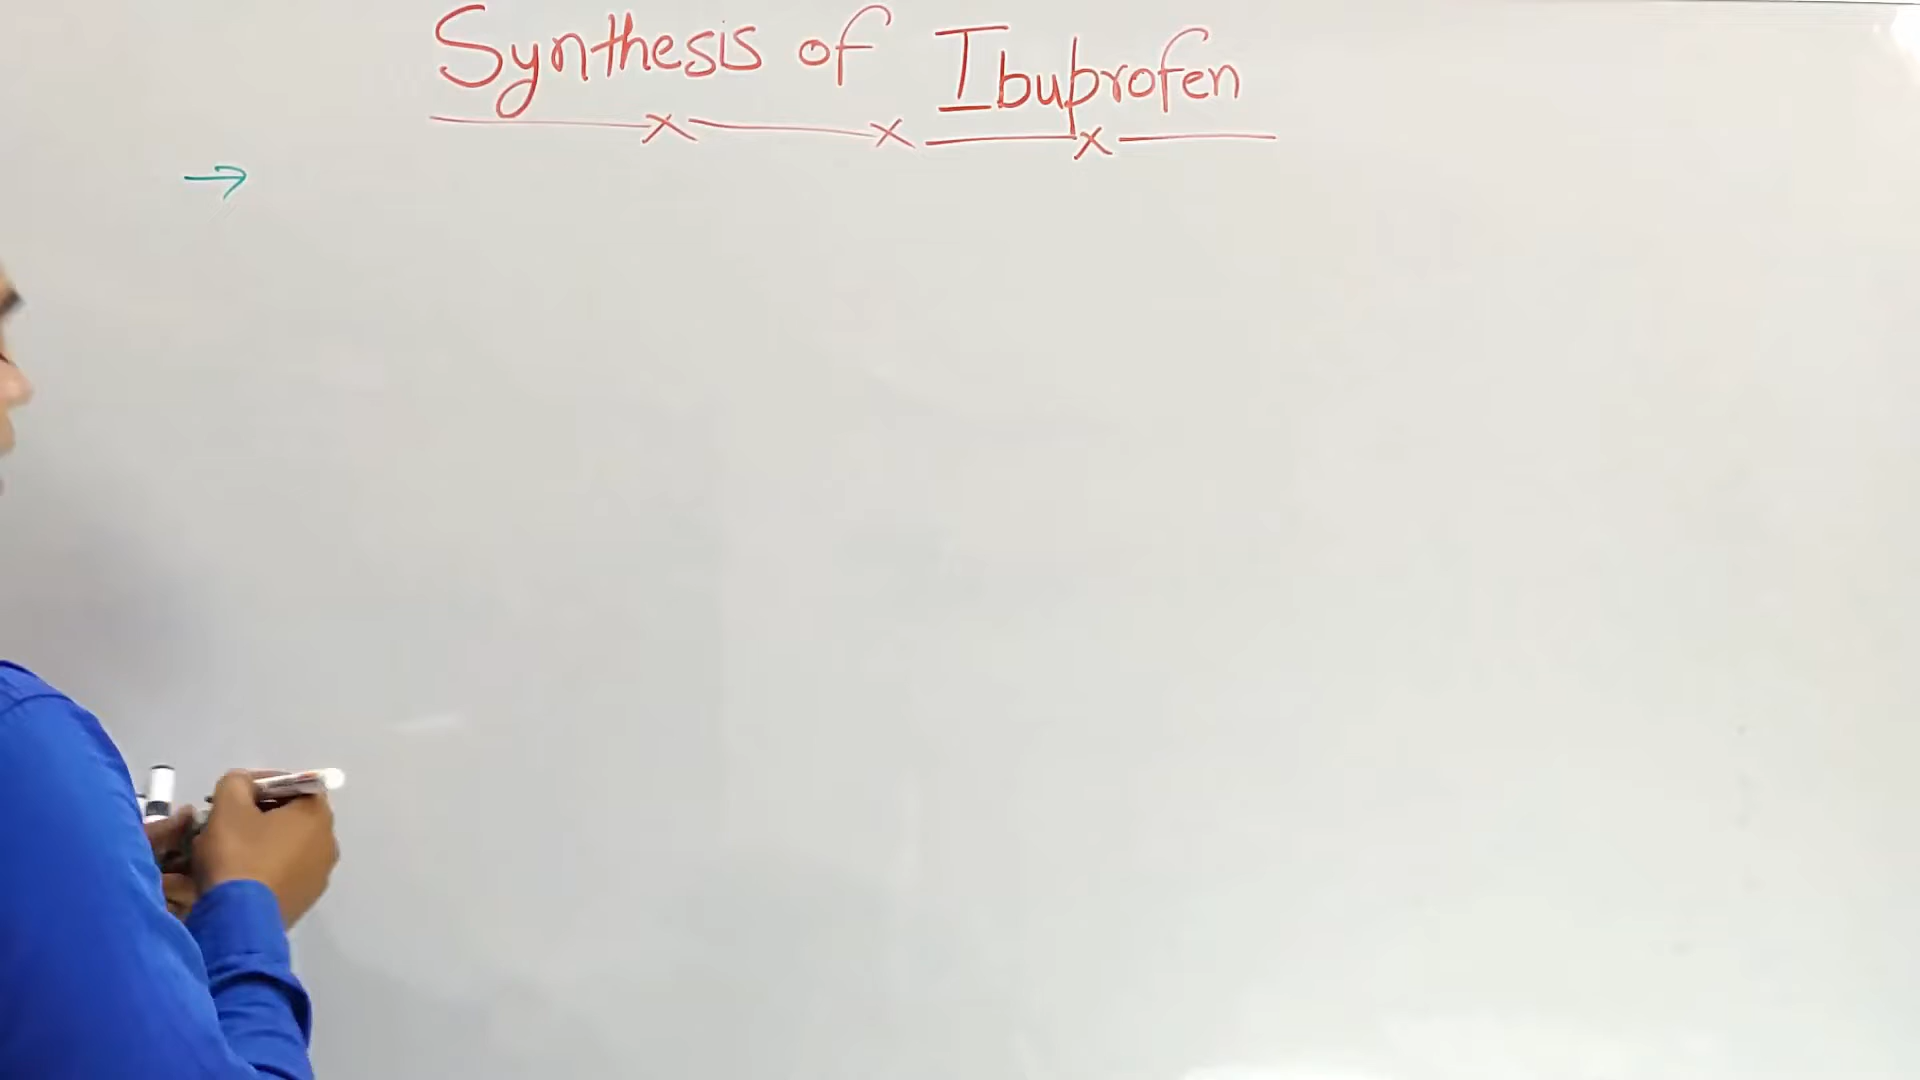 Synthesis of Ibuprofen
→